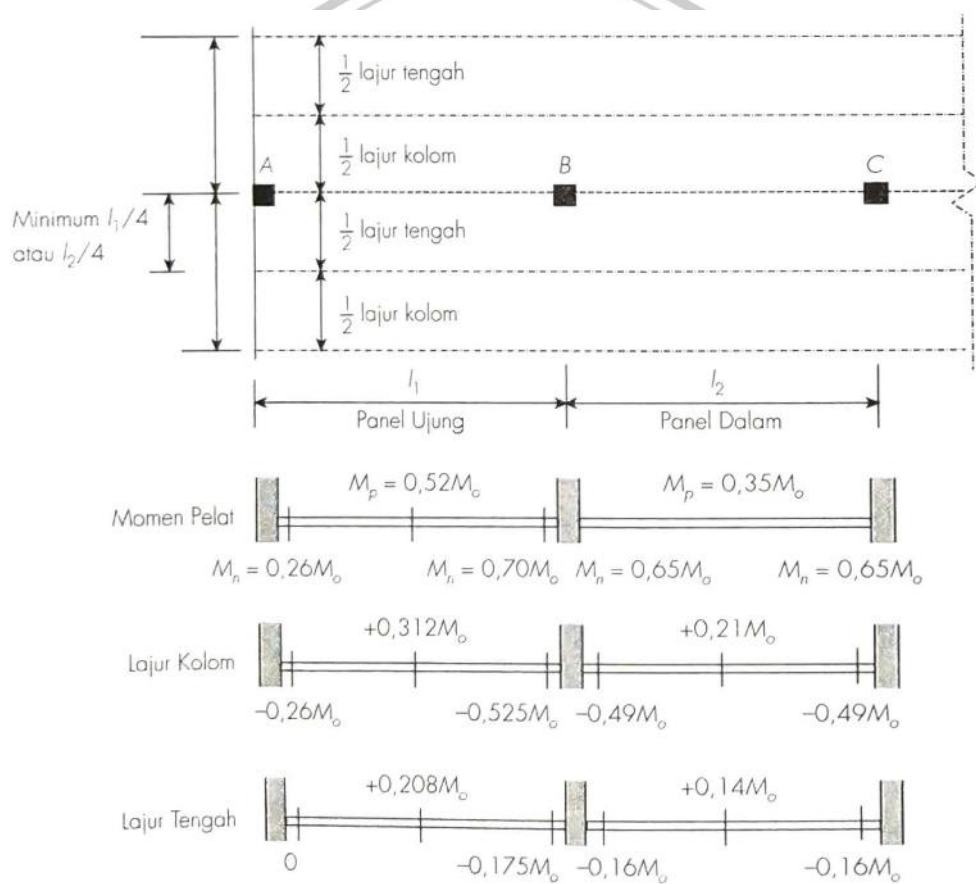 1/2 lajur tengah
A
1/2 lajur kolom
B
C
Minimum l₁/4
atau l₂/4
1/2 lajur tengah
1/2 lajur kolom
l₁
l₂
Panel Ujung
Panel Dalam
Momen Pelat
Mₚ = 0,52Mₒ
Mₚ = 0,35Mₒ
Mₙ = 0,26Mₒ
Mₙ = 0,70Mₒ
Mₙ = 0,65Mₒ
Mₙ = 0,65Mₒ
Lajur Kolom
+0,312Mₒ
+0,21Mₒ
–0,26Mₒ
–0,525Mₒ
–0,49Mₒ
–0,49Mₒ
Lajur Tengah
+0,208Mₒ
+0,14Mₒ
0
–0,175Mₒ
–0,16Mₒ
–0,16Mₒ